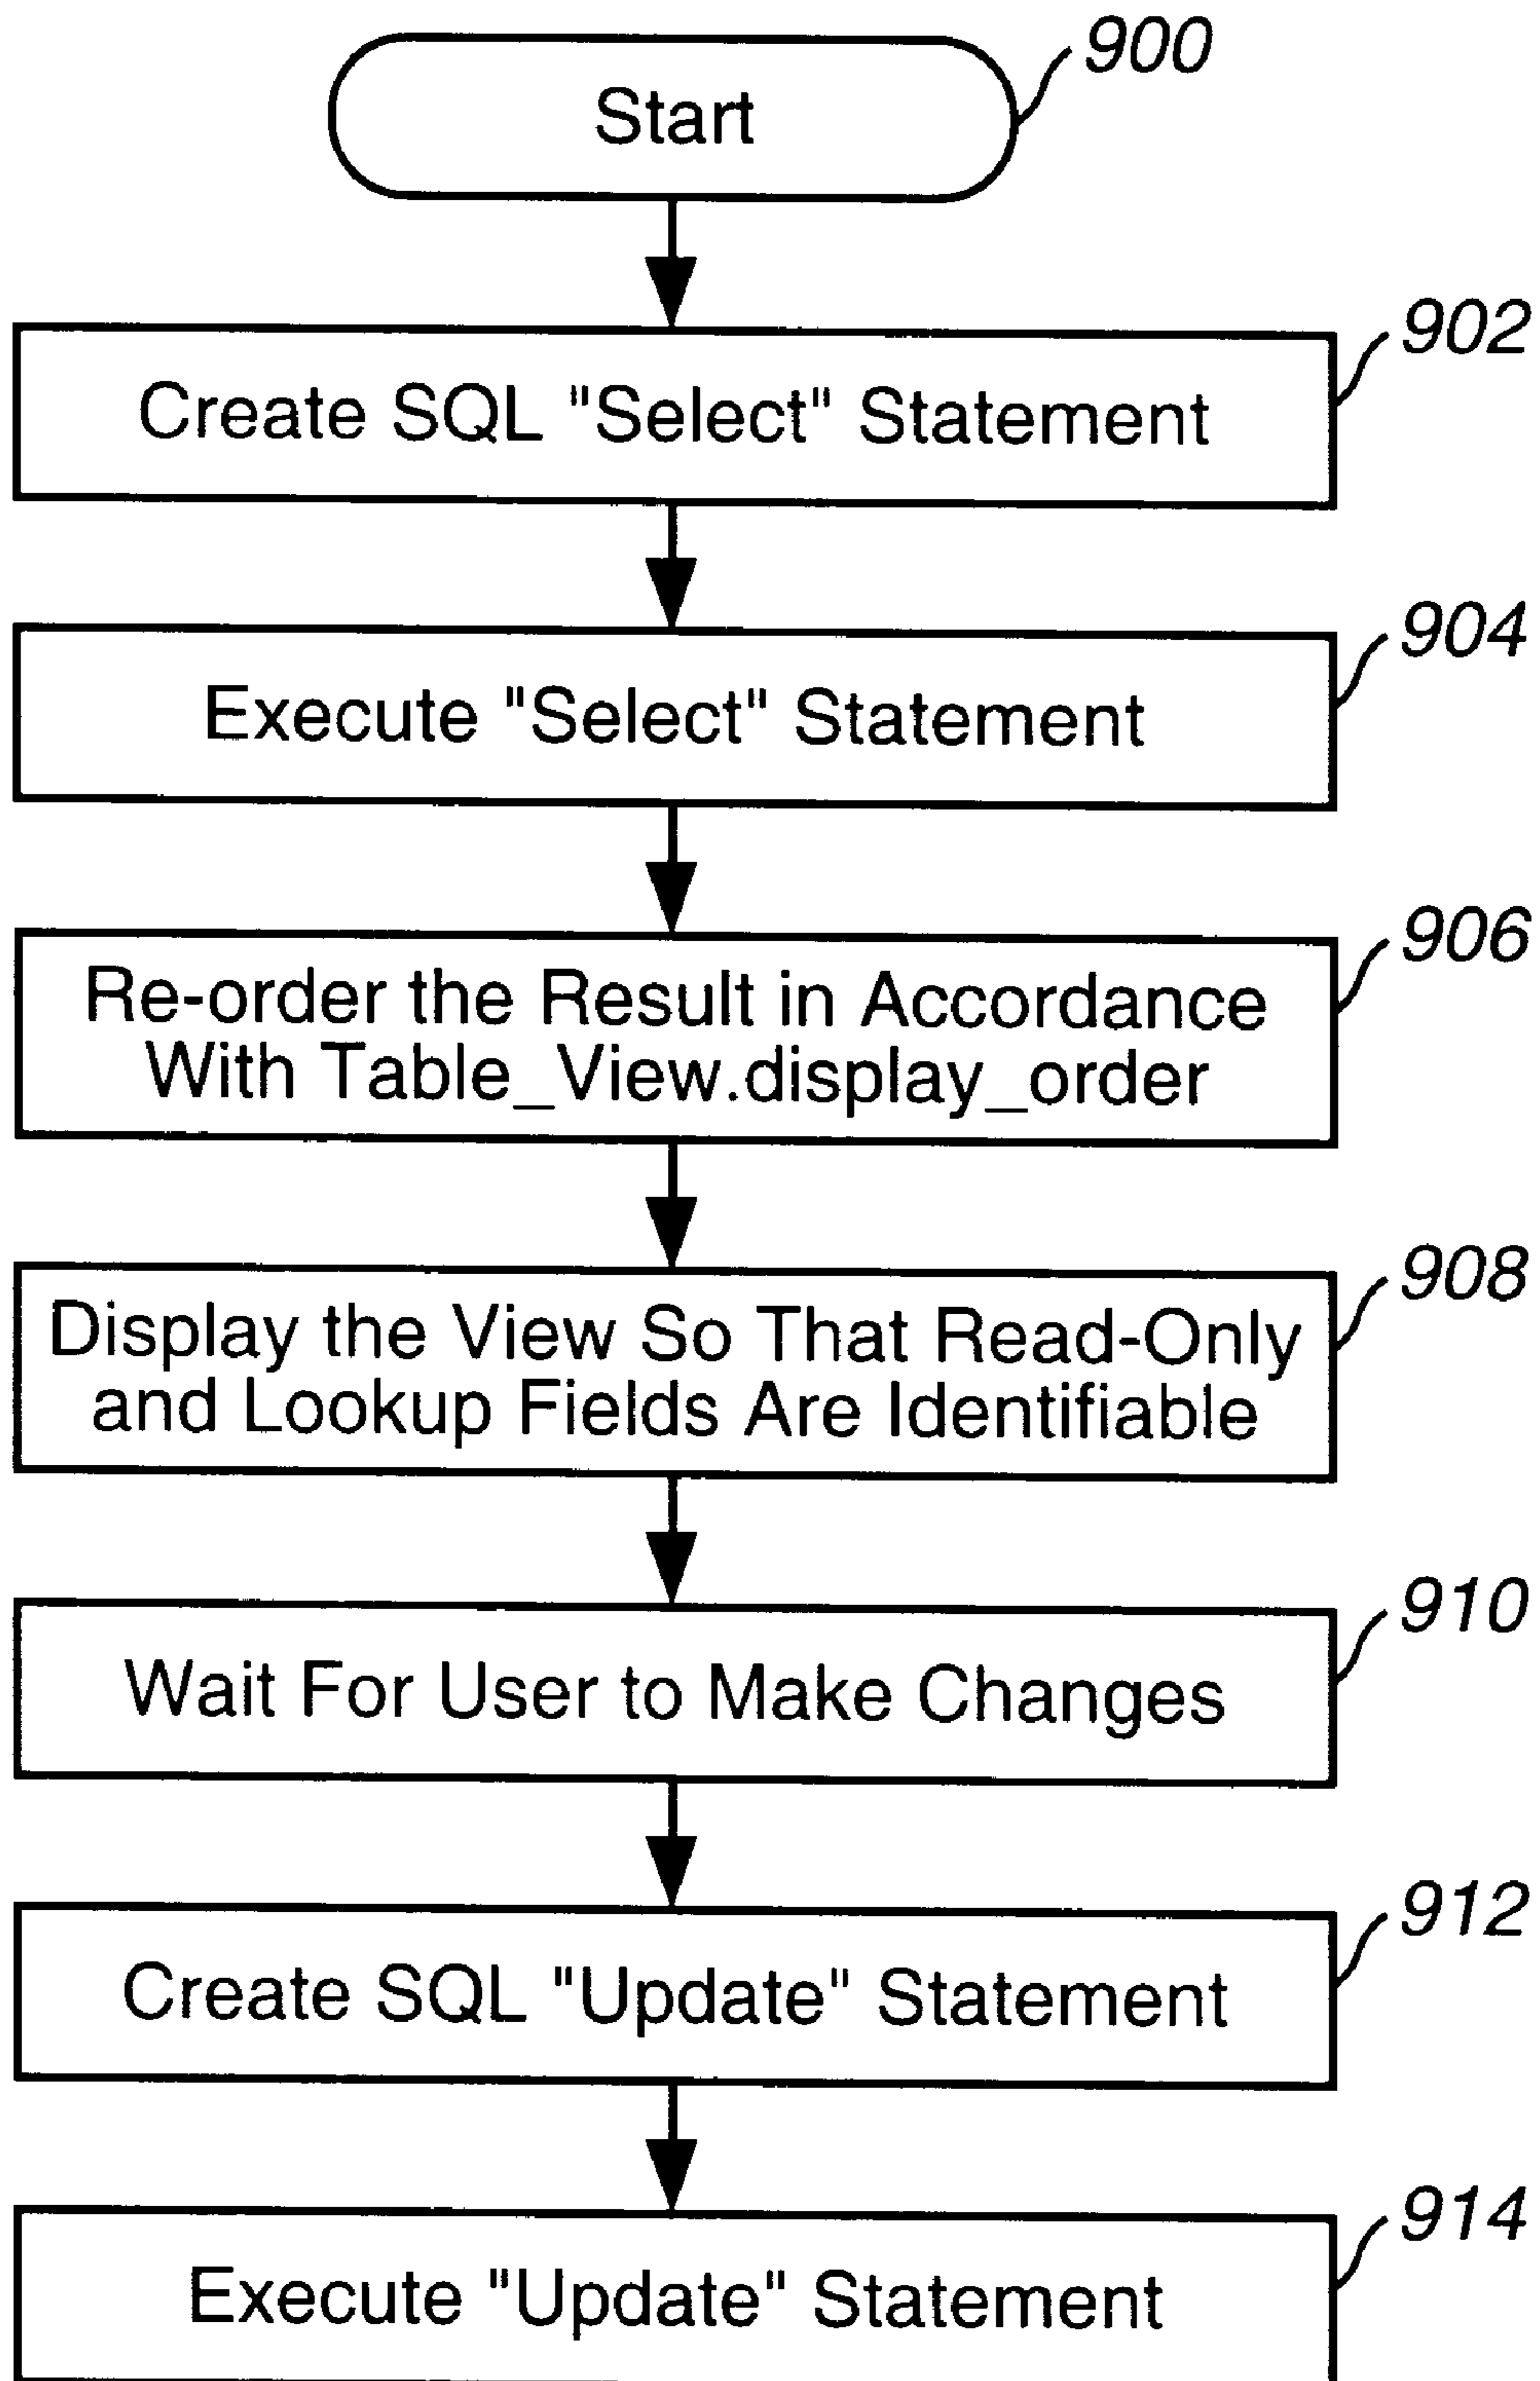 900
Start
902
Create SQL "Select" Statement
904
Execute "Select" Statement
906
Re-order the Result in Accordance
With Table_View.display_order
908
Display the View So That Read-Only
and Lookup Fields Are Identifiable
910
Wait For User to Make Changes
912
Create SQL "Update" Statement
914
Execute "Update" Statement